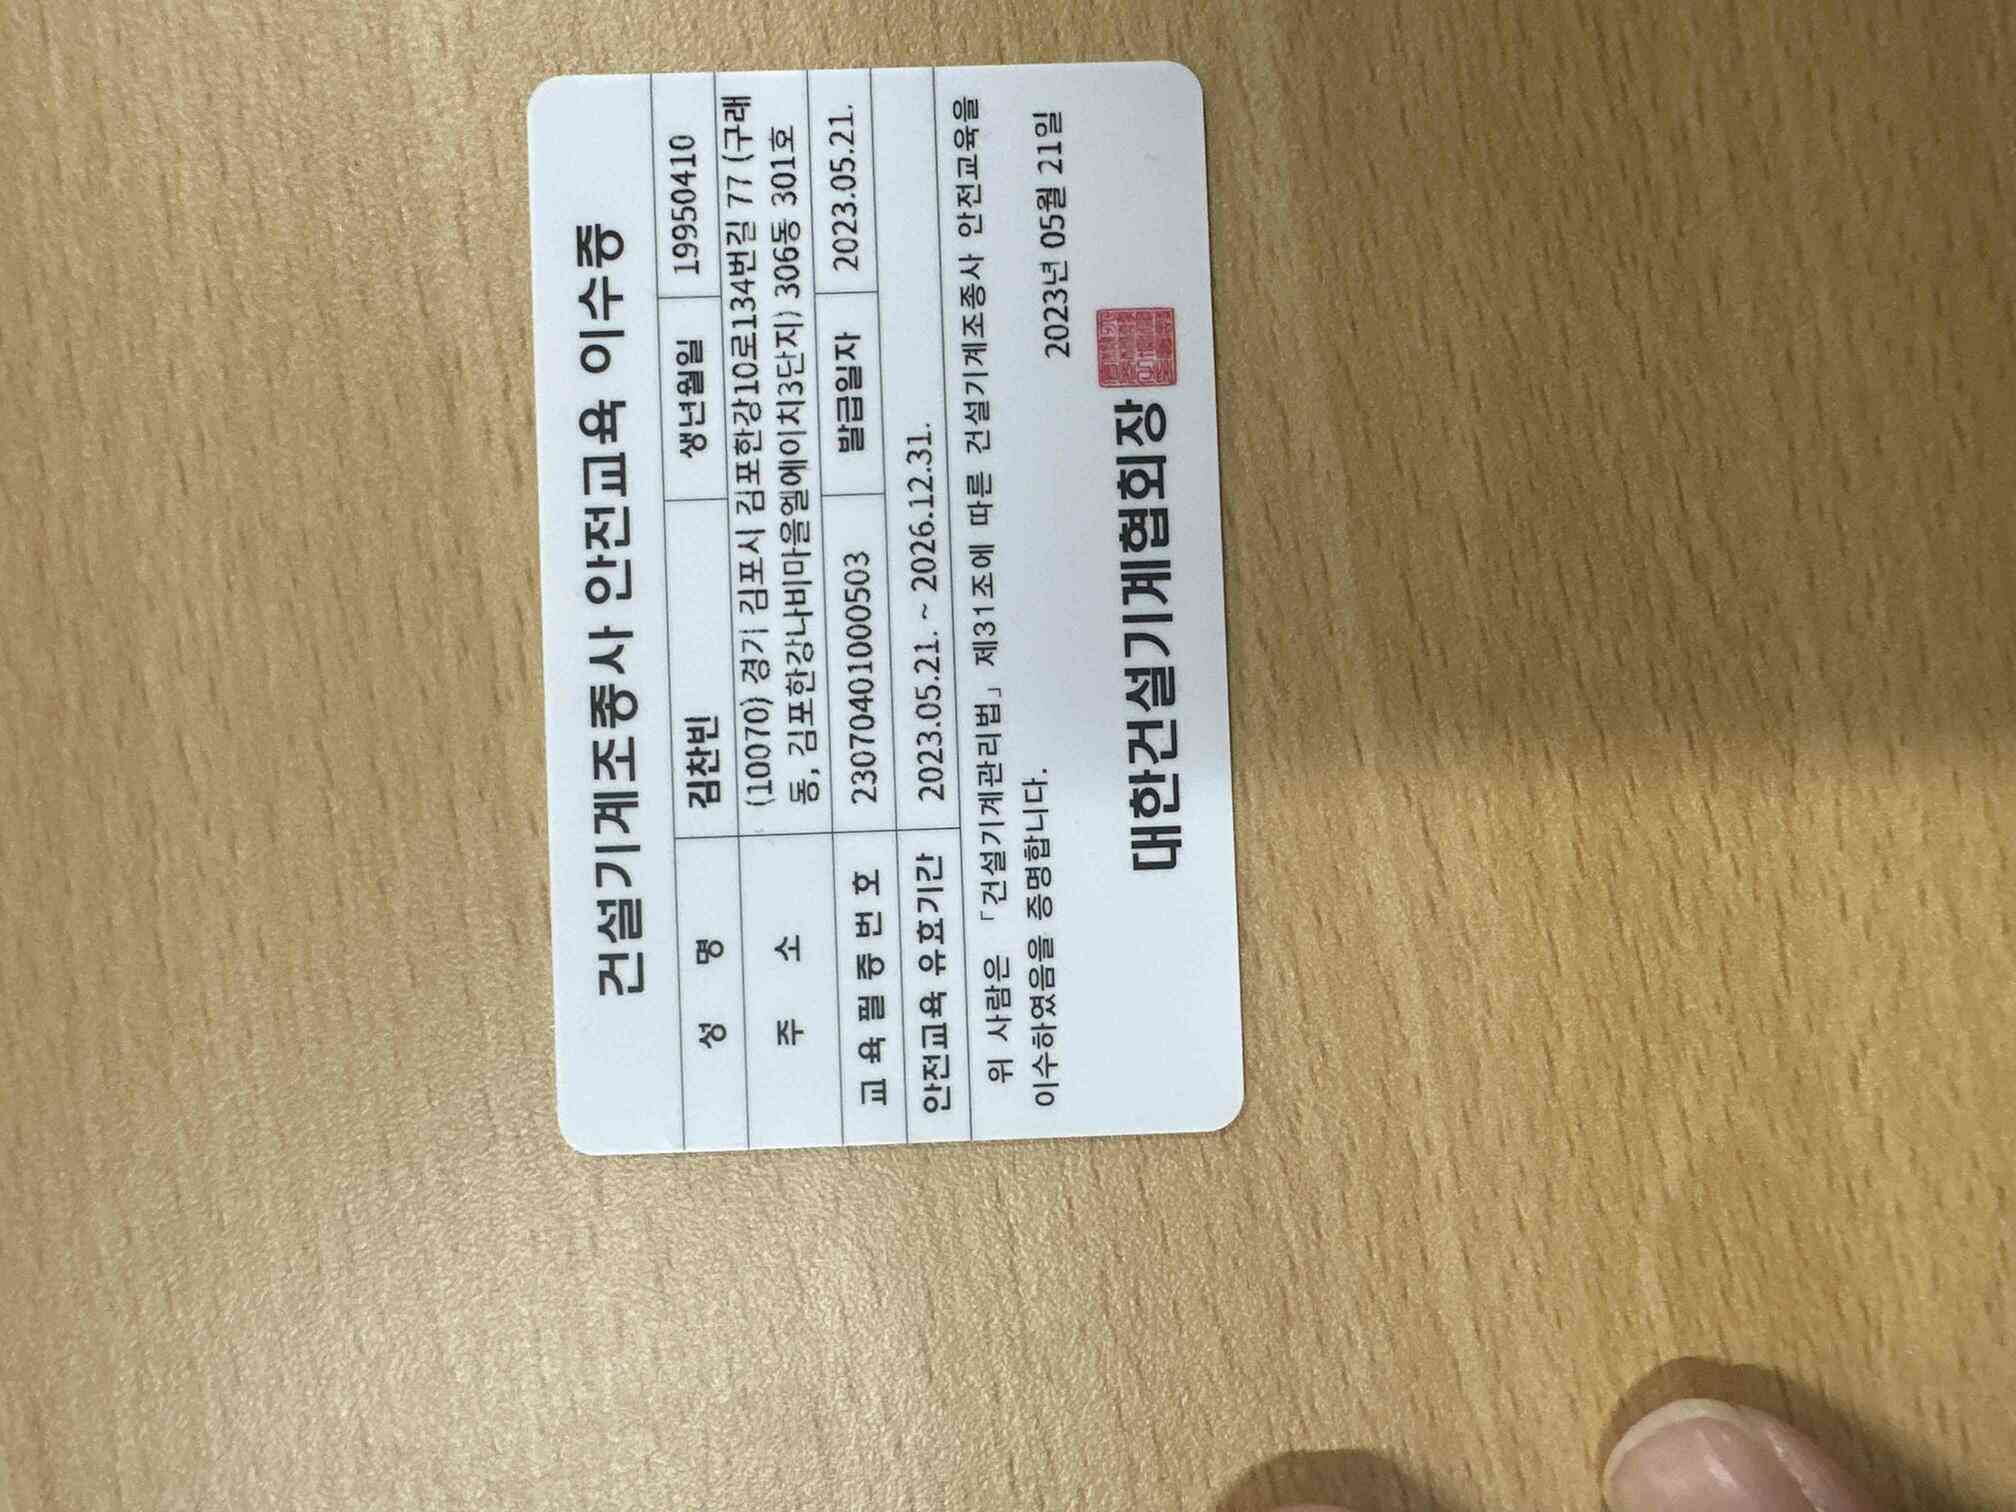 건설기계조종사 안전교육 이수증
성 명 김찬빈 생년월일 19950410
주 소 (10070) 경기 김포시 김포한강10로134번길 77 (구래
동, 김포한강나비마을엘에이치3단지) 306동 301호
교육필증번호 2307040100503 발급일자 2023.05.21.
안전교육 유효기간 2023.05.21. ~ 2026.12.31.
위 사람은 「건설기계관리법」 제31조에 따른 건설기계조종사 안전교육을
이수하였음을 증명합니다.
2023년 05월 21일
대한건설기계협회장